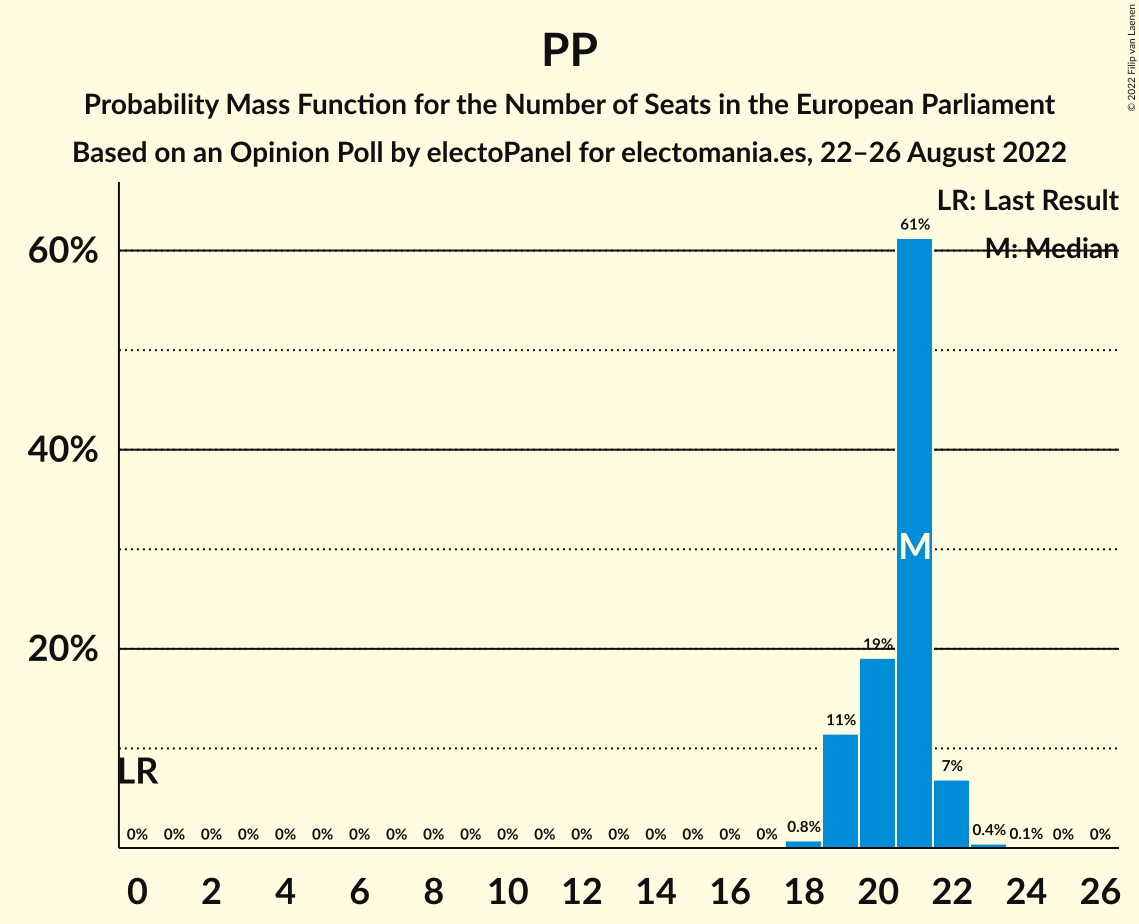 PP
Probability Mass Function for the Number of Seats in the European Parliament
Based on an Opinion Poll by electoPanel for electomania.es, 22–26 August 2022
© 2022 Filip van Laenen
LR: Last Result
M: Median
60%
40%
20%
61%
M
19%
11%
7%
LR
0% 0% 0% 0% 0% 0% 0% 0% 0% 0% 0% 0% 0% 0% 0% 0% 0% 0% 0.8% 0.4% 0.1% 0% 0%
0 2 4 6 8 10 12 14 16 18 20 22 24 26